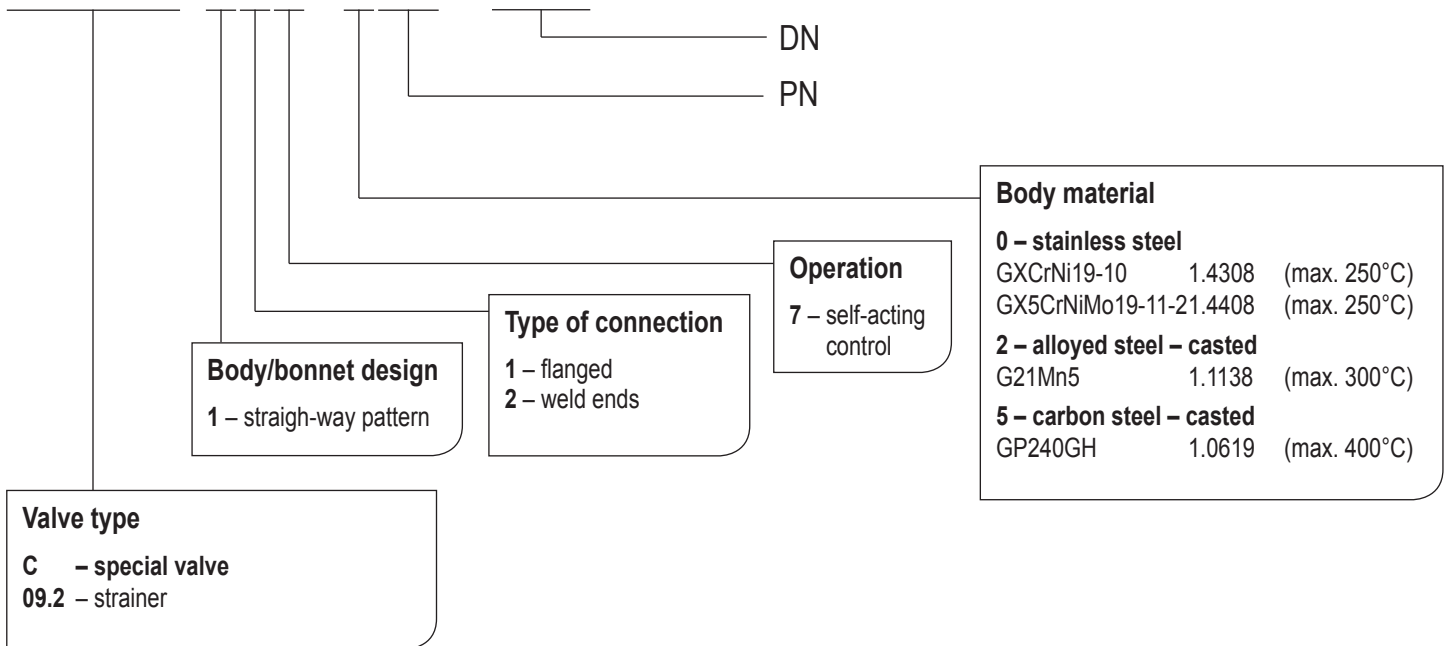 DN
PN
Body material
0 – stainless steel
GXCrNi19-10 1.4308 (max. 250°C)
GX5CrNiMo19-11-21.4408 (max. 250°C)
2 – alloyed steel – casted
G21Mn5 1.1138 (max. 300°C)
5 – carbon steel – casted
GP240GH 1.0619 (max. 400°C)
Operation
7 – self-acting
control
Type of connection
1 – flanged
2 – weld ends
Body/bonnet design
1 – straigh-way pattern
Valve type
C – special valve
09.2 – strainer